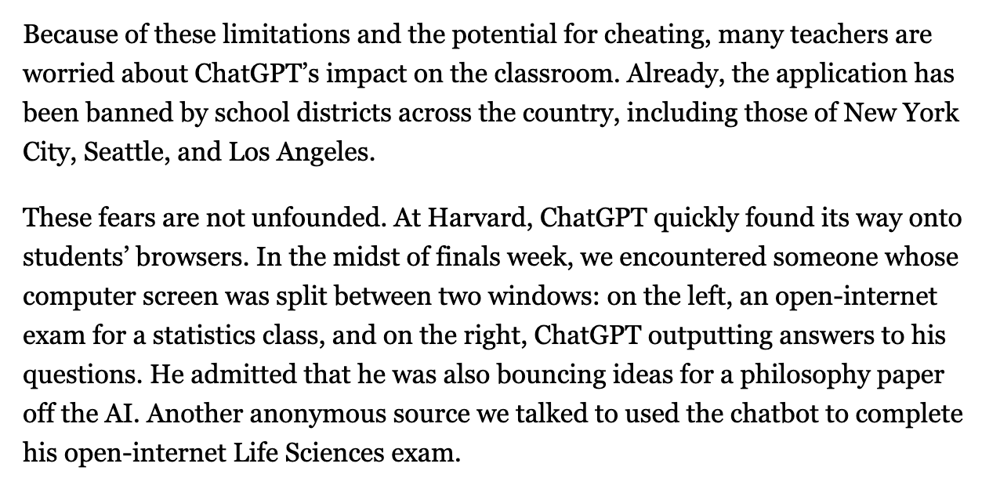 Because of these limitations and the potential for cheating, many teachers are
worried about ChatGPT’s impact on the classroom. Already, the application has
been banned by school districts across the country, including those of New York
City, Seattle, and Los Angeles.
These fears are not unfounded. At Harvard, ChatGPT quickly found its way onto
students’ browsers. In the midst of finals week, we encountered someone whose
computer screen was split between two windows: on the left, an open-internet
exam for a statistics class, and on the right, ChatGPT outputting answers to his
questions. He admitted that he was also bouncing ideas for a philosophy paper
off the AI. Another anonymous source we talked to used the chatbot to complete
his open-internet Life Sciences exam.